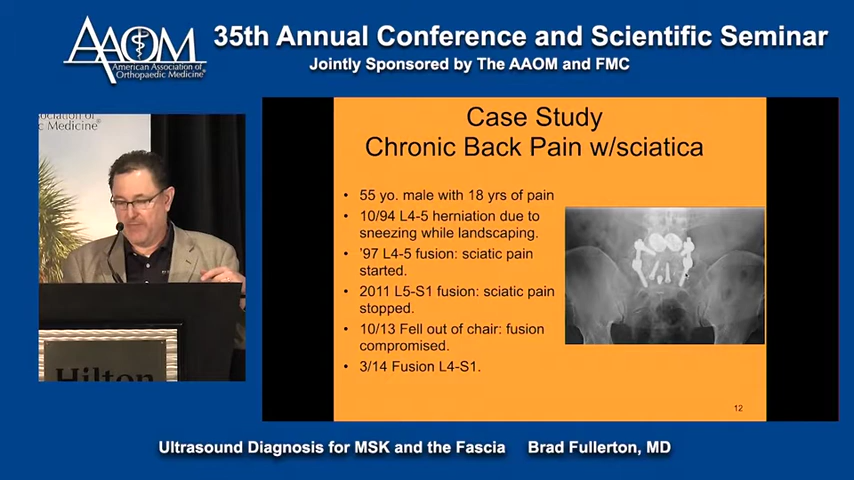 AAOM
American Association of
Orthopaedic Medicine®
35th Annual Conference and Scientific Seminar
Jointly Sponsored by The AAOM and FMC
ociation of
c Medicine®
Hilton
Case Study
Chronic Back Pain w/sciatica
• 55 yo. male with 18 yrs of pain
• 10/94 L4-5 herniation due to
sneezing while landscaping.
• '97 L4-5 fusion: sciatic pain
started.
• 2011 L5-S1 fusion: sciatic pain
stopped.
• 10/13 Fell out of chair: fusion
compromised.
• 3/14 Fusion L4-S1.
12
Ultrasound Diagnosis for MSK and the Fascia Brad Fullerton, MD